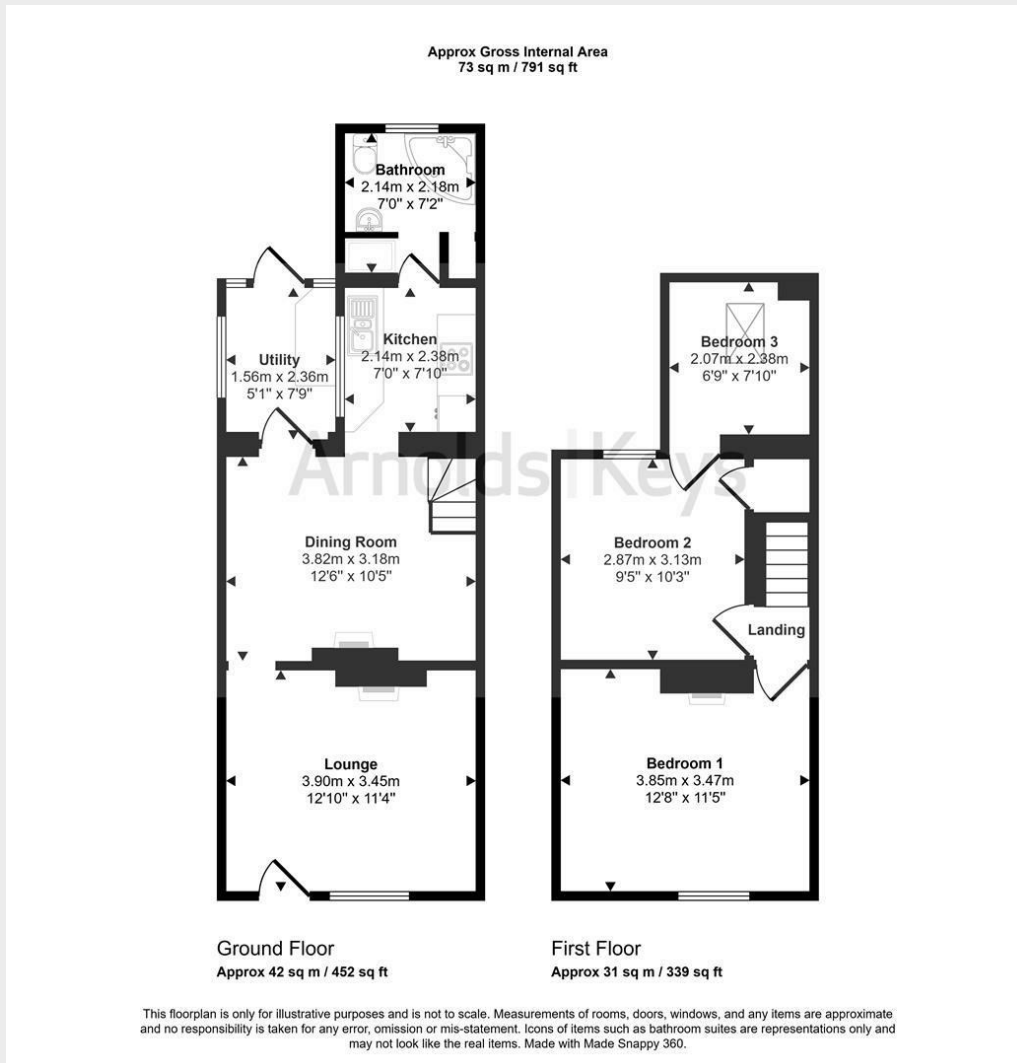 Approx Gross Internal Area
73 sq m / 791 sq ft
Bathroom
2.14m x 2.18m
7'0" x 7'2"
Kitchen
2.14m x 2.38m
7'0" x 7'10"
Utility
1.56m x 2.36m
5'1" x 7'9"
Bedroom 3
2.07m x 2.38m
6'9" x 7'10"
Arnolds|Keys
Dining Room
3.82m x 3.18m
12'6" x 10'5"
Bedroom 2
2.87m x 3.13m
9'5" x 10'3"
Landing
Lounge
3.90m x 3.45m
12'10" x 11'4"
Bedroom 1
3.85m x 3.47m
12'8" x 11'5"
Ground Floor
Approx 42 sq m / 452 sq ft
First Floor
Approx 31 sq m / 339 sq ft
This floorplan is only for illustrative purposes and is not to scale. Measurements of rooms, doors, windows, and any items are approximate
and no responsibility is taken for any error, omission or mis-statement. Icons of items such as bathroom suites are representations only and
may not look like the real items. Made with Made Snappy 360.